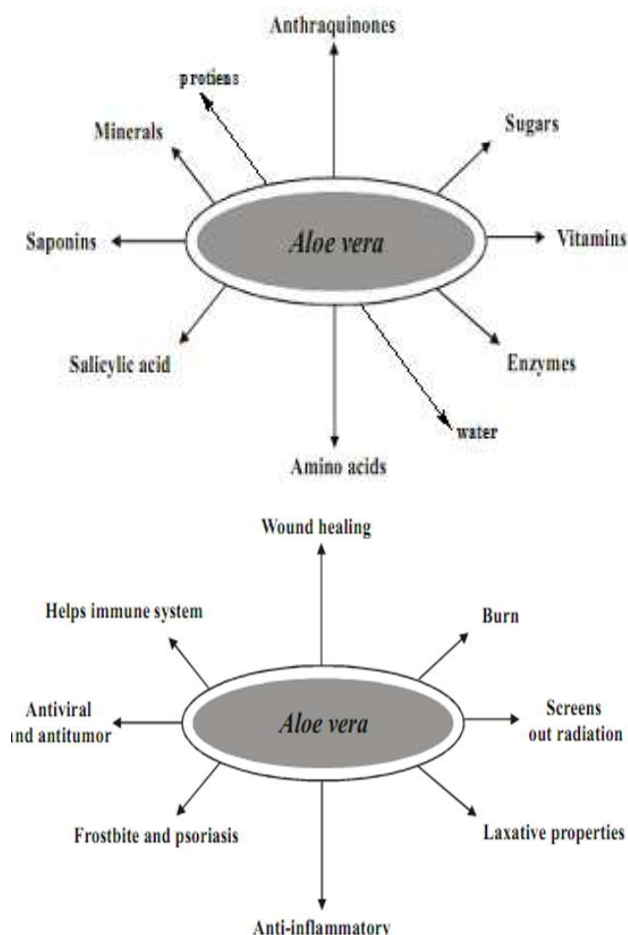 Anthraquinones
protiens
Minerals
Sugars
Saponins
Aloe vera
Vitamins
Salicylic acid
Enzymes
water
Amino acids
Wound healing
Helps immune system
Burn
Antiviral
and antitumor
Aloe vera
Screens
out radiation
Frostbite and psoriasis
Laxative properties
Anti-inflammatory